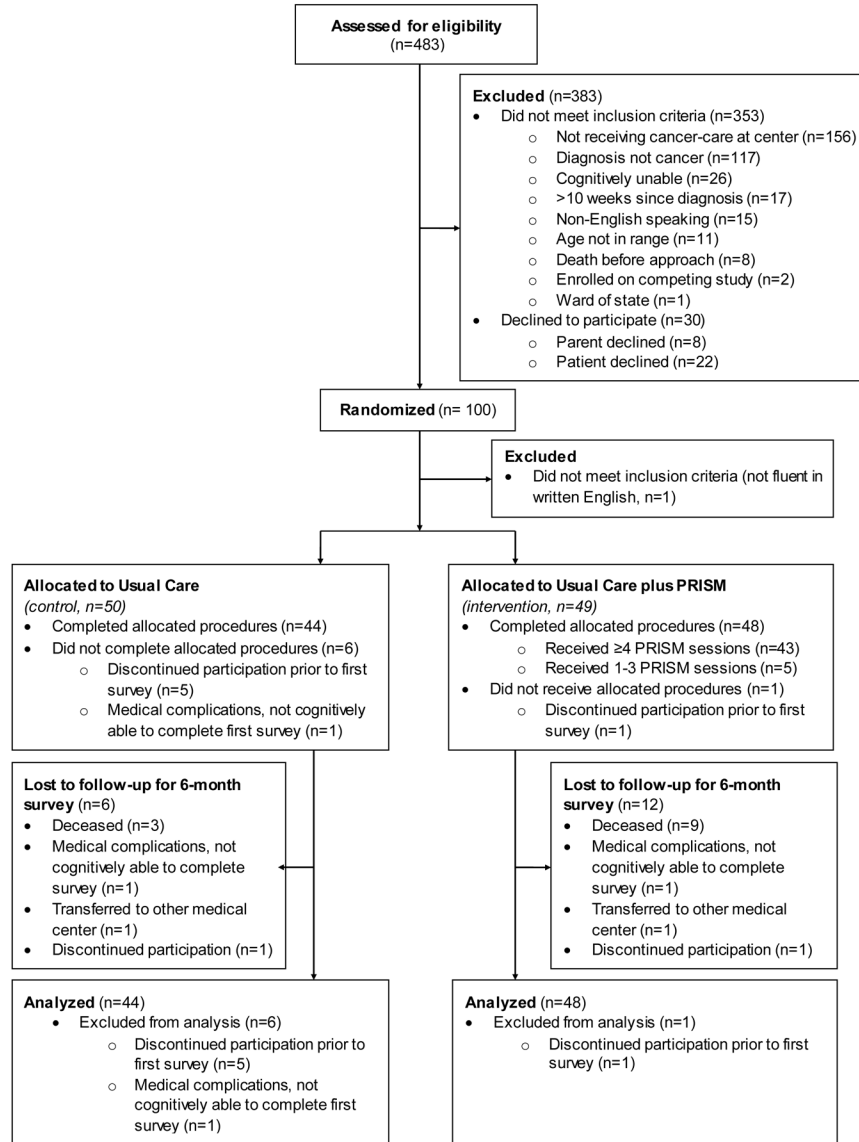 Assessed for eligibility
(n=483)
Excluded (n=383)
• Did not meet inclusion criteria (n=353)
o Not receiving cancer-care at center (n=156)
o Diagnosis not cancer (n=117)
o Cognitively unable (n=26)
o >10 weeks since diagnosis (n=17)
o Non-English speaking (n=15)
o Age not in range (n=11)
o Death before approach (n=8)
o Enrolled on competing study (n=2)
o Ward of state (n=1)
• Declined to participate (n=30)
o Parent declined (n=8)
o Patient declined (n=22)
Randomized (n= 100)
Excluded
• Did not meet inclusion criteria (not fluent in
written English, n=1)
Allocated to Usual Care
(control, n=50)
• Completed allocated procedures (n=44)
• Did not complete allocated procedures (n=6)
o Discontinued participation prior to first
survey (n=5)
o Medical complications, not cognitively
able to complete first survey (n=1)
Allocated to Usual Care plus PRISM
(intervention, n=49)
• Completed allocated procedures (n=48)
o Received ≥4 PRISM sessions (n=43)
o Received 1-3 PRISM sessions (n=5)
• Did not receive allocated procedures (n=1)
o Discontinued participation prior to first
survey (n=1)
Lost to follow-up for 6-month
survey (n=6)
• Deceased (n=3)
• Medical complications, not
cognitively able to complete
survey (n=1)
• Transferred to other medical
center (n=1)
• Discontinued participation (n=1)
Lost to follow-up for 6-month
survey (n=12)
• Deceased (n=9)
• Medical complications, not
cognitively able to complete
survey (n=1)
• Transferred to other medical
center (n=1)
• Discontinued participation (n=1)
Analyzed (n=44)
• Excluded from analysis (n=6)
o Discontinued participation prior to
first survey (n=5)
o Medical complications, not
cognitively able to complete first
survey (n=1)
Analyzed (n=48)
• Excluded from analysis (n=1)
o Discontinued participation prior to first
survey (n=1)